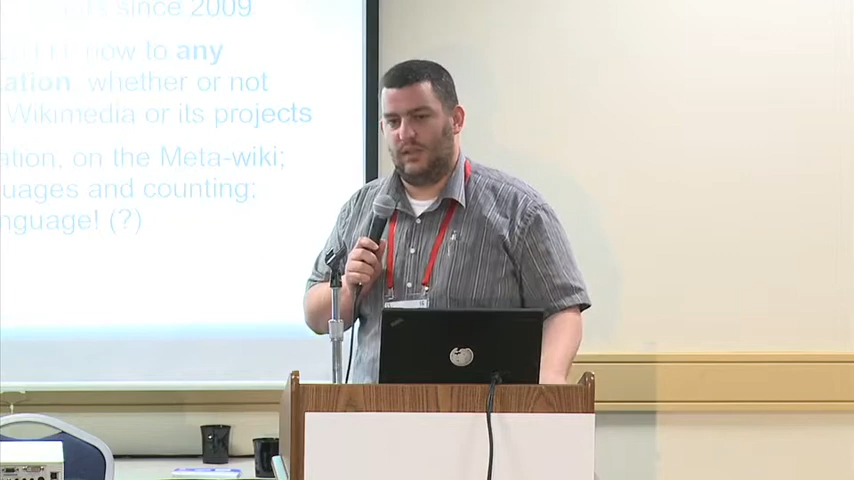 since 2009
now to any
ation, whether or not
Wikimedia or its projects
ation, on the Meta-wiki;
uages and counting;
nguage! (?)